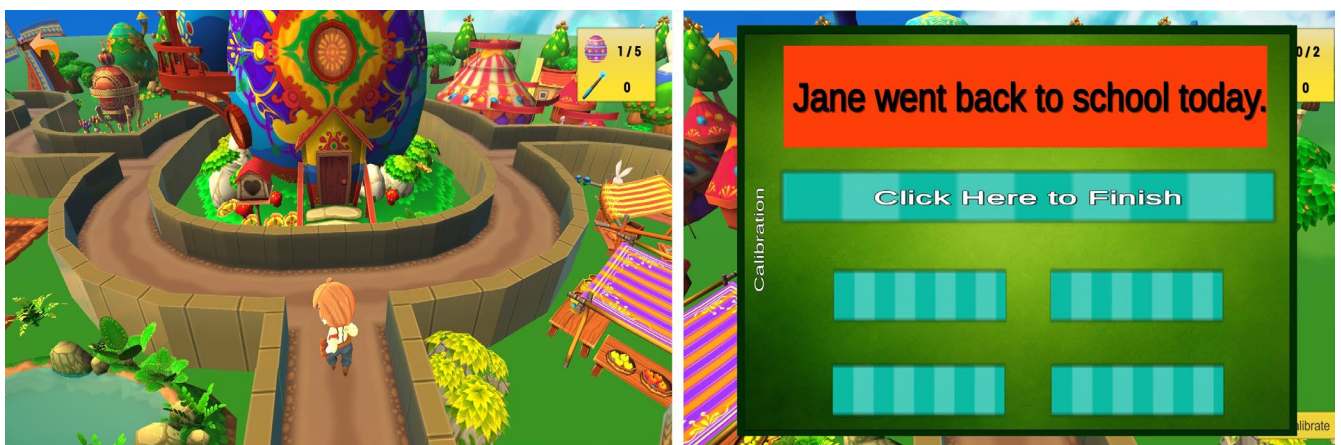 1/5
0
Jane went back to school today.
0/2
0
Click Here to Finish
Calibration
alibrate